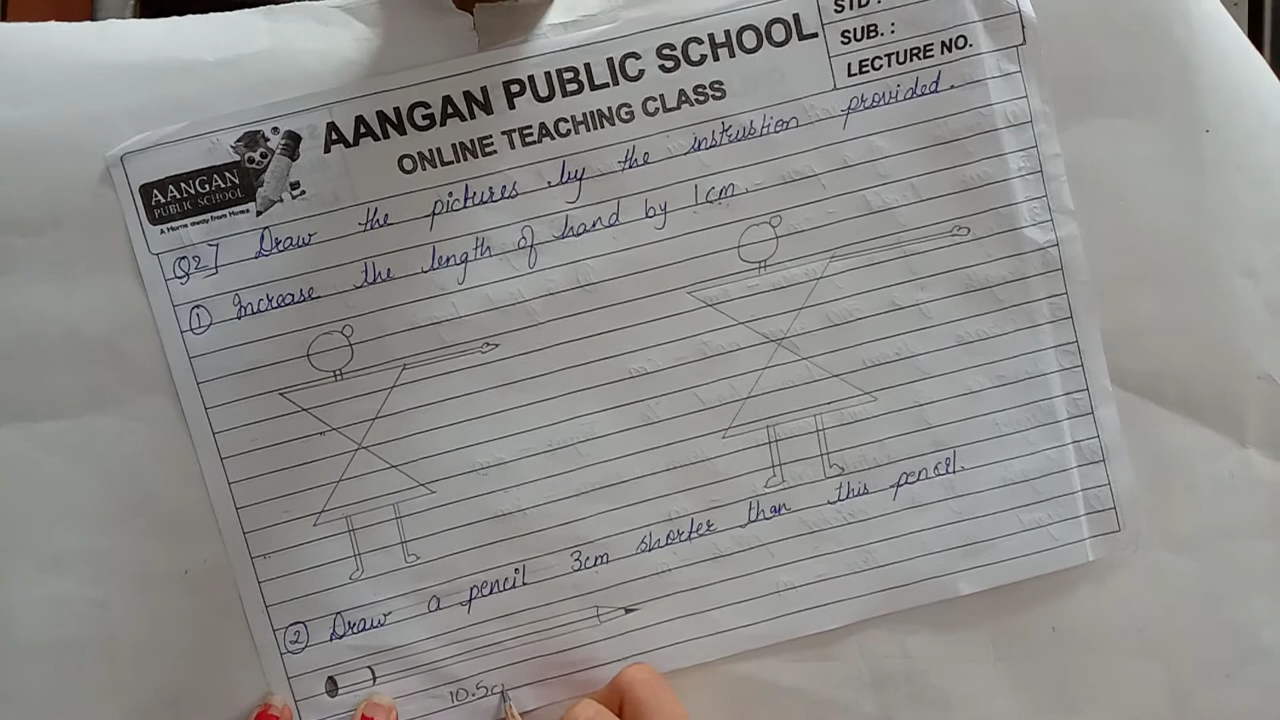 STD :
SUB. :
LECTURE NO.
AANGAN PUBLIC SCHOOL
ONLINE TEACHING CLASS
AANGAN
PUBLIC SCHOOL
A Home away from Home
Q2] Draw the pictures by the instrustion provided.
① Increase the length of hand by 1cm.
② Draw a pencil 3cm shorter than this pencil.
10.5c